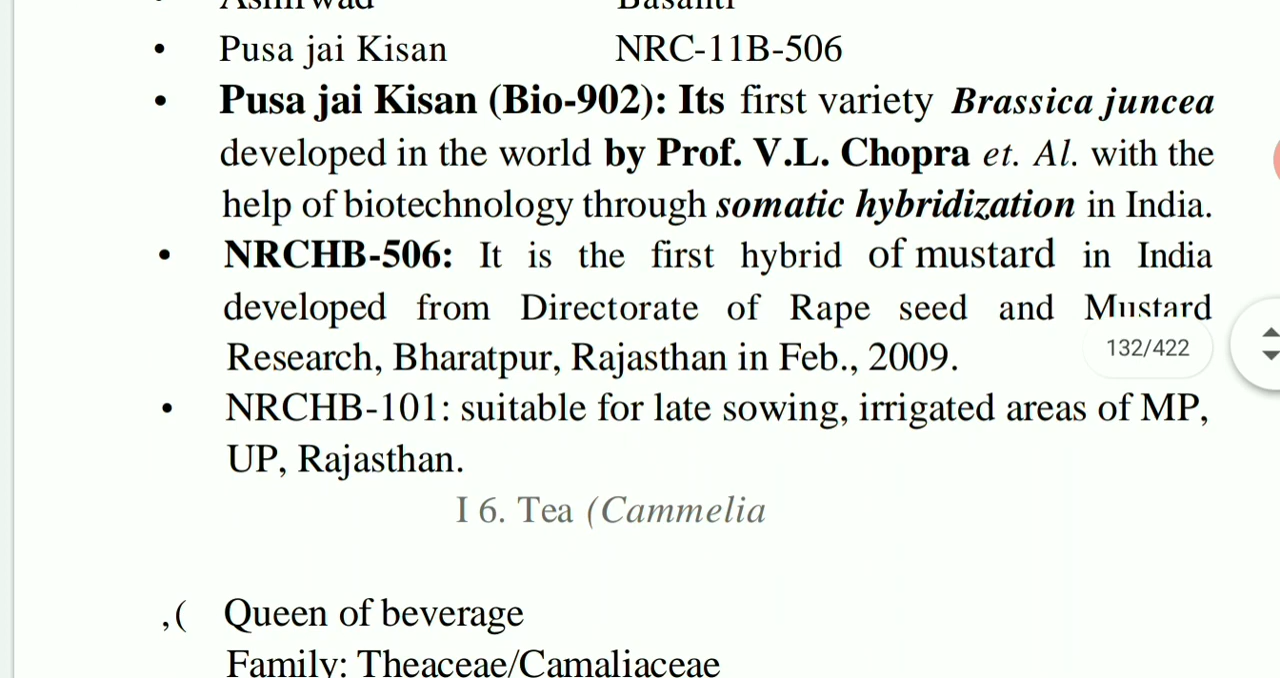 Ashirwad Basanti
• Pusa jai Kisan NRC-11B-506
• Pusa jai Kisan (Bio-902): Its first variety Brassica juncea
developed in the world by Prof. V.L. Chopra et. Al. with the
help of biotechnology through somatic hybridization in India.
• NRCHB-506: It is the first hybrid of mustard in India
developed from Directorate of Rape seed and Mustard
132/422
Research, Bharatpur, Rajasthan in Feb., 2009.
• NRCHB-101: suitable for late sowing, irrigated areas of MP,
UP, Rajasthan.
I 6. Tea (Cammelia
,( Queen of beverage
Family: Theaceae/Camaliaceae